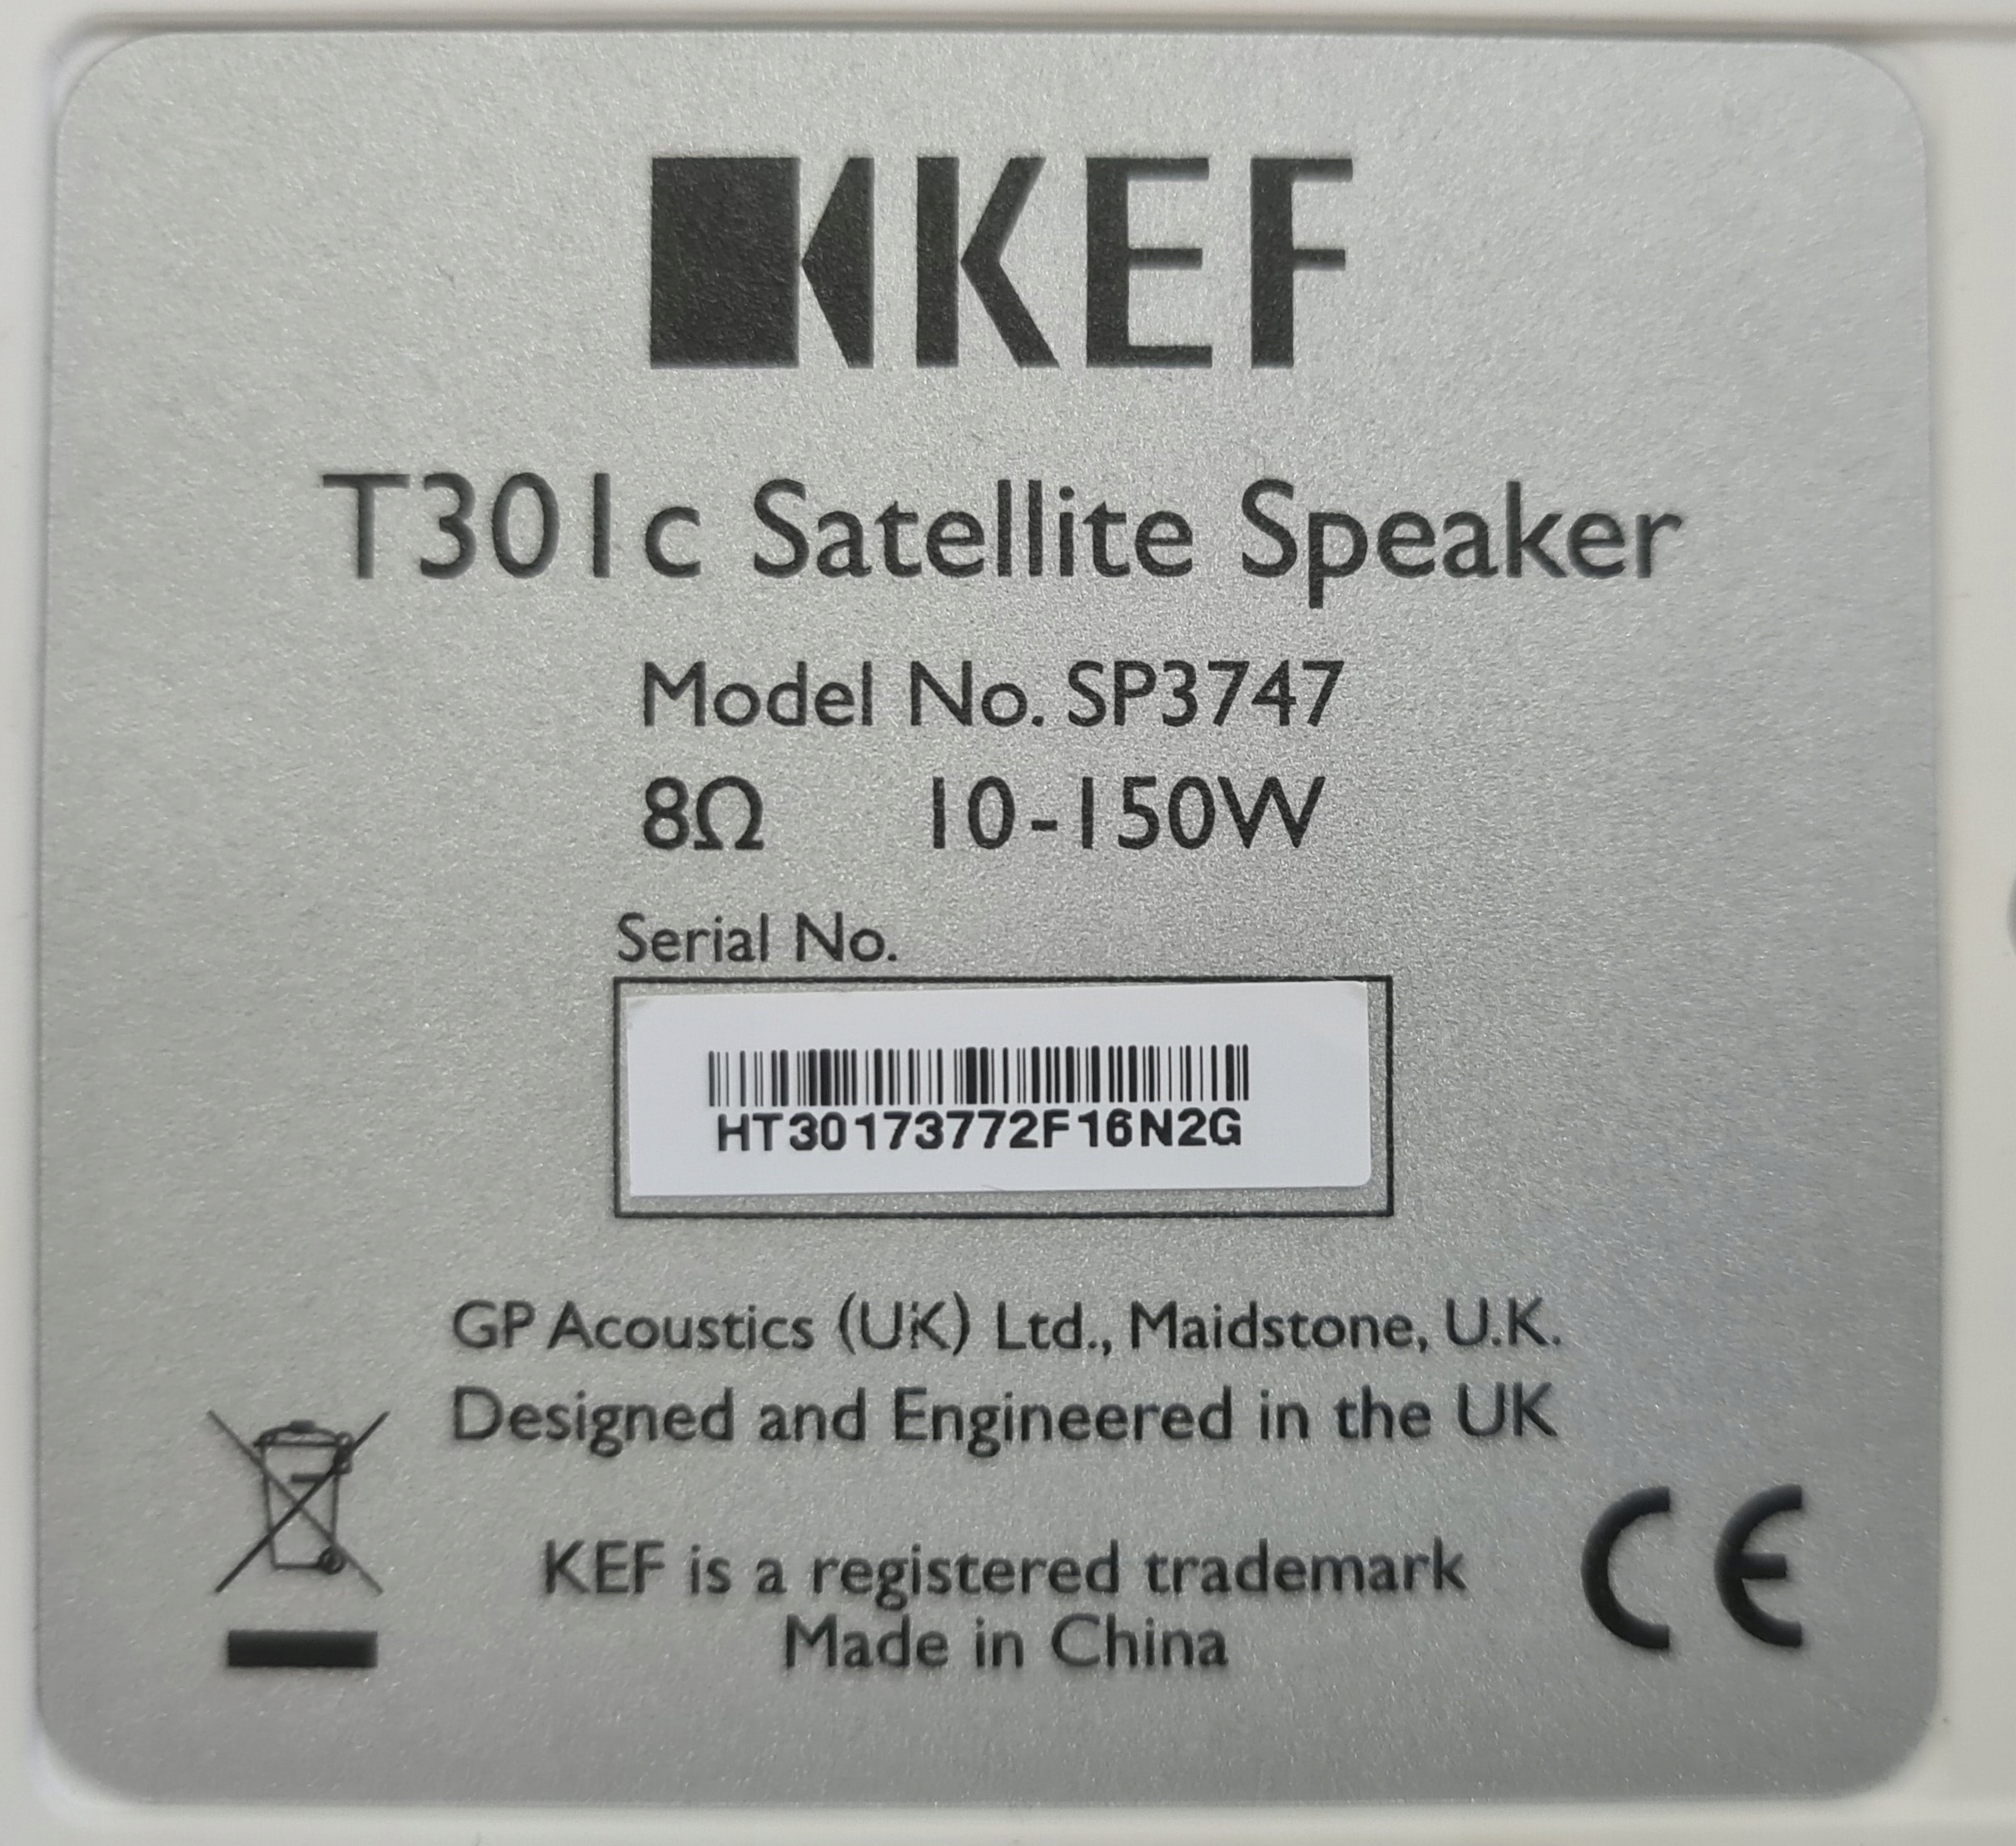 KEF
T301c Satellite Speaker
Model No. SP3747
8Ω 10-150W
Serial No.
HT30173772F16N2G
GP Acoustics (UK) Ltd., Maidstone, U.K.
Designed and Engineered in the UK
KEF is a registered trademark
Made in China
CE